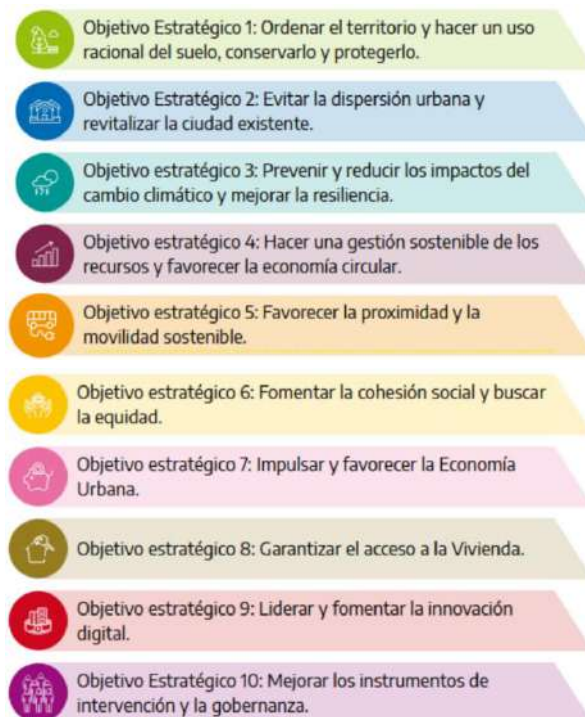 Objetivo Estratégico 1: Ordenar el territorio y hacer un uso
racional del suelo, conservarlo y protegerlo.
Objetivo Estratégico 2: Evitar la dispersión urbana y
revitalizar la ciudad existente.
Objetivo estratégico 3: Prevenir y reducir los impactos del
cambio climático y mejorar la resiliencia.
Objetivo estratégico 4: Hacer una gestión sostenible de los
recursos y favorecer la economía circular.
Objetivo estratégico 5: Favorecer la proximidad y la
movilidad sostenible.
Objetivo estratégico 6: Fomentar la cohesión social y buscar
la equidad.
Objetivo estratégico 7: Impulsar y favorecer la Economía
Urbana.
Objetivo estratégico 8: Garantizar el acceso a la Vivienda.
Objetivo estratégico 9: Liderar y fomentar la innovación
digital.
Objetivo Estratégico 10: Mejorar los instrumentos de
intervención y la gobernanza.